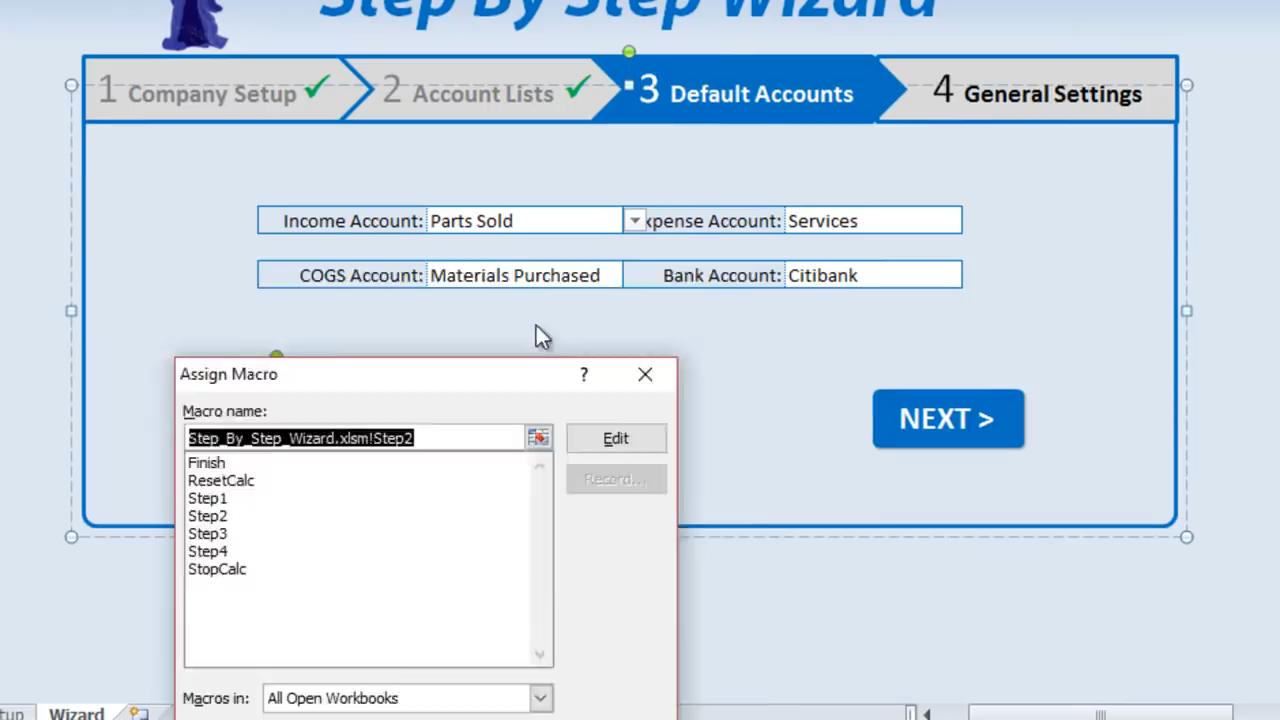 Step By Step Wizard
1 Company Setup ✓ 2 Account Lists ✓ 3 Default Accounts 4 General Settings
Income Account: Parts Sold xpense Account: Services
COGS Account: Materials Purchased Bank Account: Citibank
NEXT >
Assign Macro ?
Macro name:
Step_By_Step_Wizard.xlsm!Step2
Edit
Record...
Finish
ResetCalc
Step1
Step2
Step3
Step4
StopCalc
Macros in: All Open Workbooks
tup Wizard